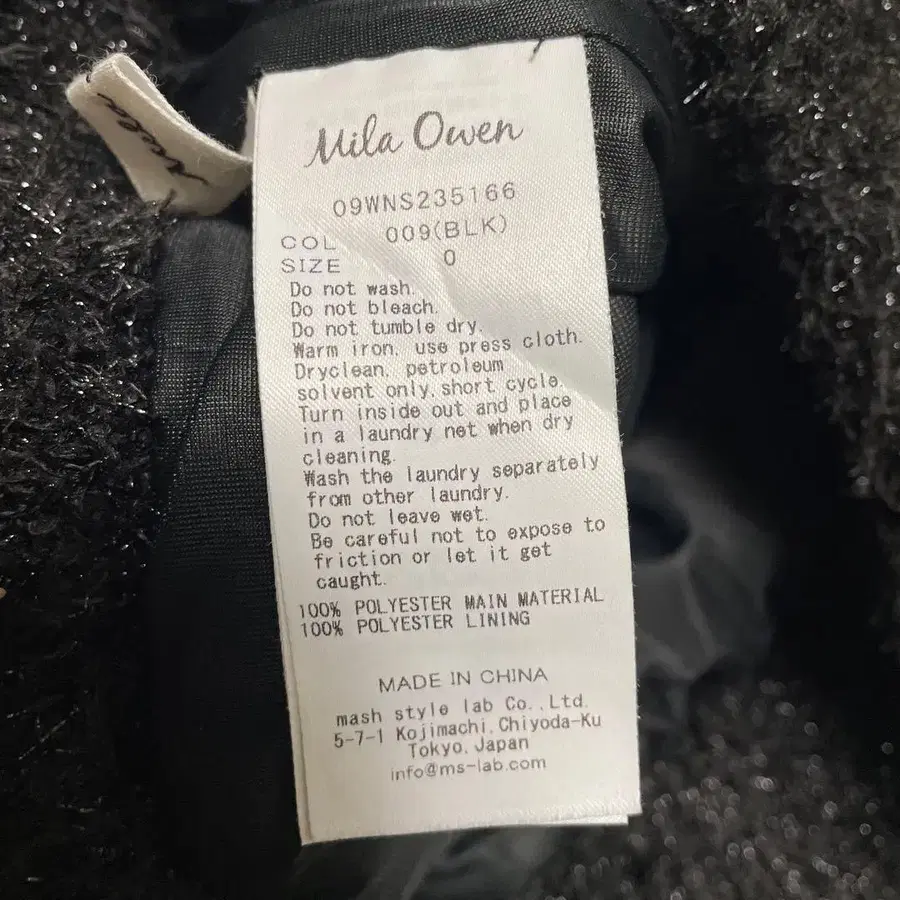 Mila Owen
09WNS235166
COL 009(BLK)
SIZE 0
Do not wash.
Do not bleach.
Do not tumble dry.
Warm iron, use press cloth.
Dryclean, petroleum
solvent only, short cycle.
Turn inside out and place
in a laundry net when dry
cleaning.
Wash the laundry separately
from other laundry.
Do not leave wet.
Be careful not to expose to
friction or let it get
caught.
100% POLYESTER MAIN MATERIAL
100% POLYESTER LINING
MADE IN CHINA
mash style lab Co.,Ltd.
5-7-1 Kojimachi, Chiyoda-Ku
Tokyo, Japan
info@ms-lab.com